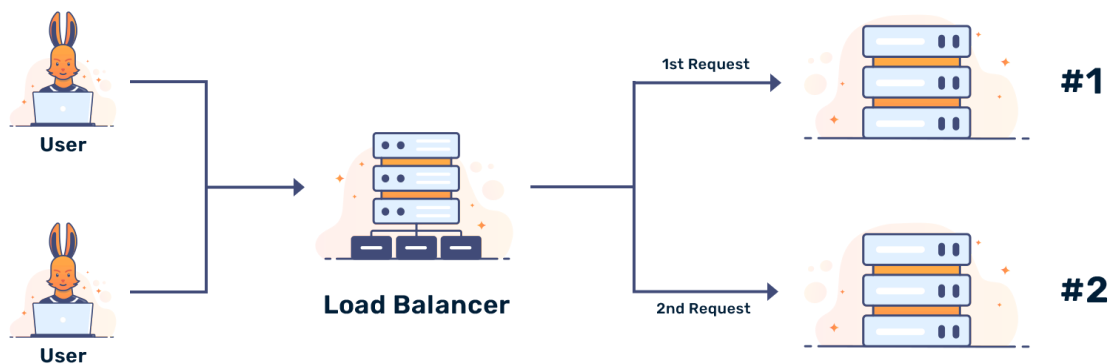 User
User
Load Balancer
1st Request
#1
2nd Request
#2